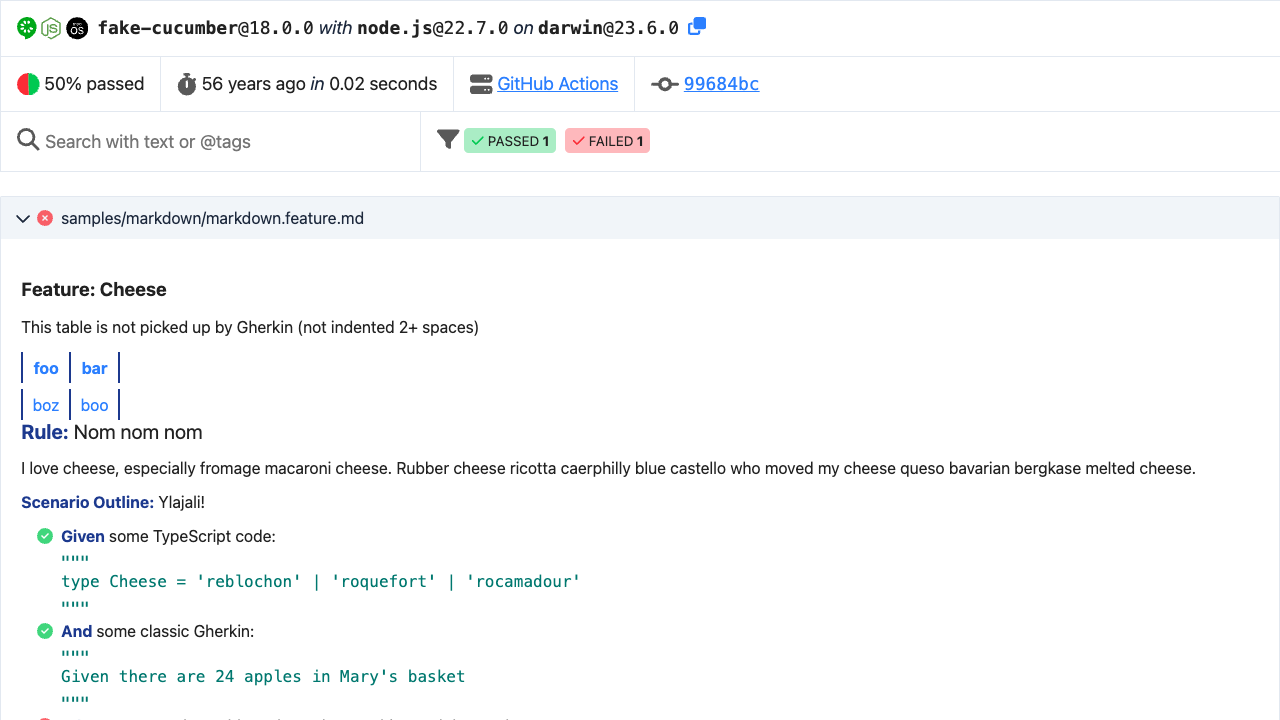 fake-cucumber@18.0.0 with node.js@22.7.0 on darwin@23.6.0
50% passed
56 years ago in 0.02 seconds
GitHub Actions
99684bc
Search with text or @tags
PASSED 1
FAILED 1
samples/markdown/markdown.feature.md
Feature: Cheese
This table is not picked up by Gherkin (not indented 2+ spaces)
foo bar
boz boo
Rule: Nom nom nom
I love cheese, especially fromage macaroni cheese. Rubber cheese ricotta caerphilly blue castello who moved my cheese queso bavarian bergkase melted cheese.
Scenario Outline: Ylajali!
Given some TypeScript code:
"""
type Cheese = 'reblochon' | 'roquefort' | 'rocamadour'
"""
And some classic Gherkin:
"""
Given there are 24 apples in Mary's basket
"""